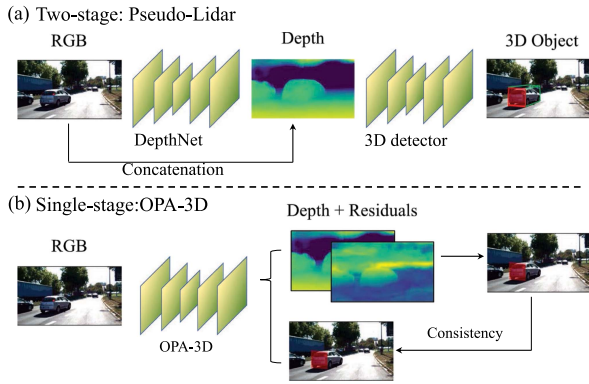 (a) Two-stage: Pseudo-Lidar
RGB
Depth
3D Object
DepthNet
3D detector
Concatenation
(b) Single-stage:OPA-3D
Depth + Residuals
RGB
OPA-3D
Consistency